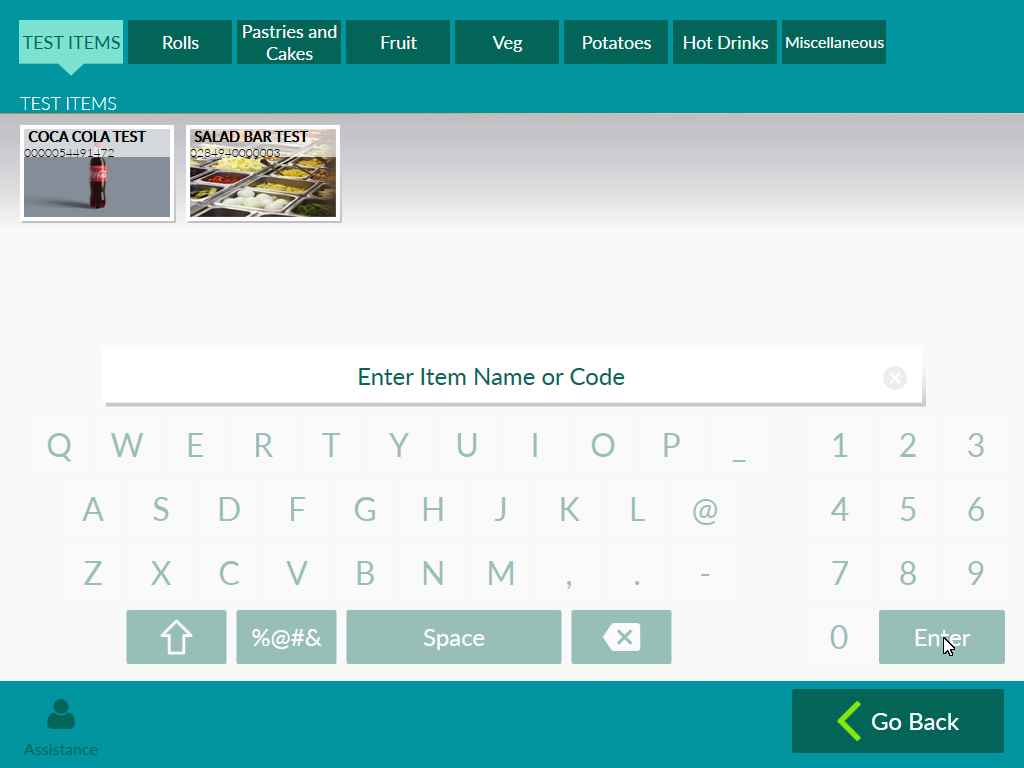 TEST ITEMS
Rolls
Pastries and
Cakes
Fruit
Veg
Potatoes
Hot Drinks
Miscellaneous
TEST ITEMS
COCA COLA TEST
0000054491472
SALAD BAR TEST
0284940000003
Enter Item Name or Code
Q W E R T Y U I O P _ 1 2 3
A S D F G H J K L @ 4 5 6
Z X C V B N M , . - 7 8 9
%@#& Space 0 Enter
Assistance
Go Back